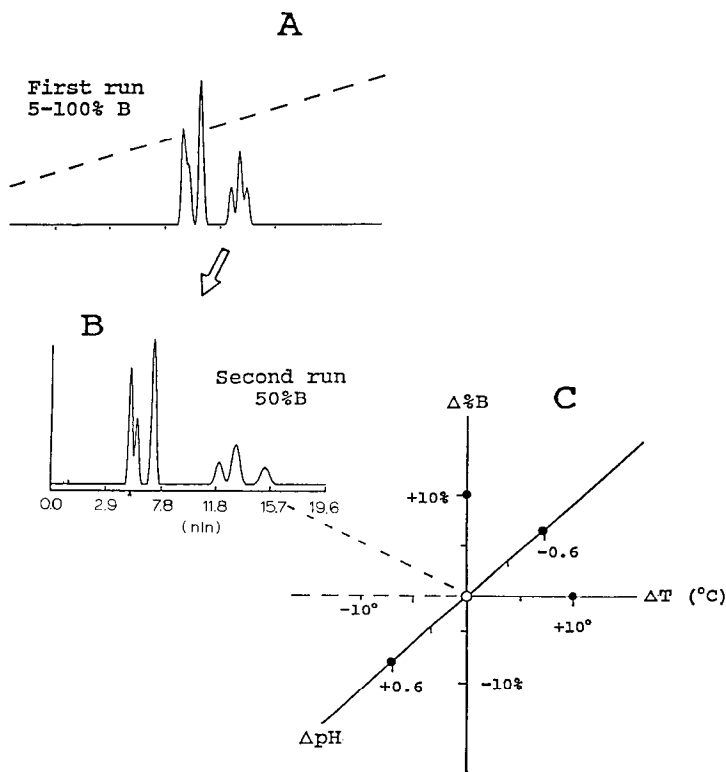 A
First run
5-100% B
B
Second run
50%B
0.0 2.9 7.8 11.8 15.7 19.6
(nln)
C
Δ%B
+10%
-0.6
ΔT (°C)
-10°
+10°
+0.6
-10%
ΔpH